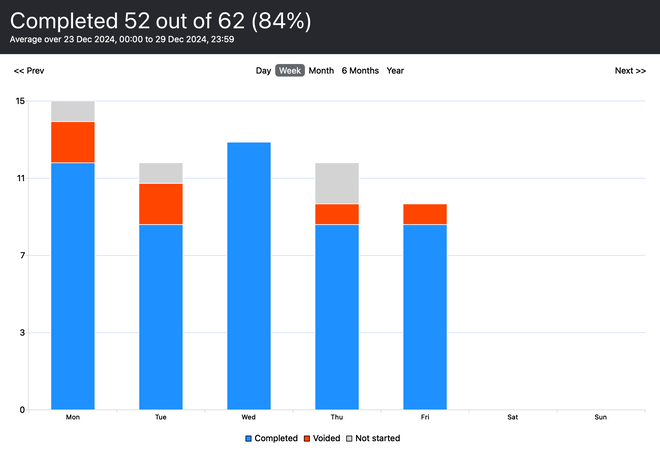 Completed 52 out of 62 (84%)
Average over 23 Dec 2024, 00:00 to 29 Dec 2024, 23:59
<< Prev Day Week Month 6 Months Year Next >>
15
11
7
3
0
Mon Tue Wed Thu Fri Sat Sun
Completed Voided Not started